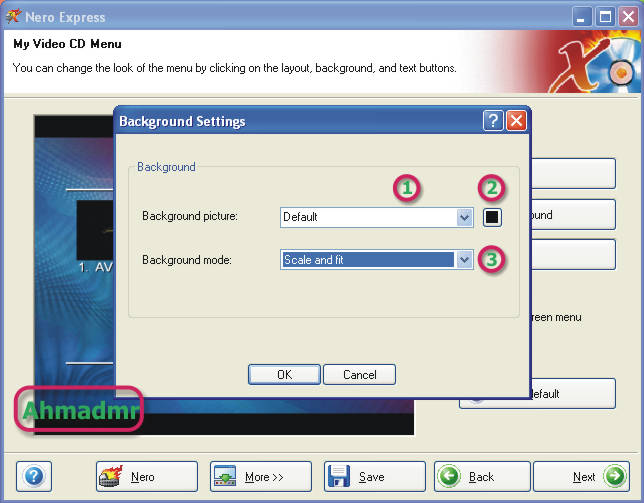 Nero Express
My Video CD Menu
You can change the look of the menu by clicking on the layout, background, and text buttons.
Background Settings
Background
1
2
Background picture:
Default
Background mode:
Scale and fit
3
OK
Cancel
1. AV
ound
reen menu
efault
Ahmadmr
Nero
More >>
Save
Back
Next